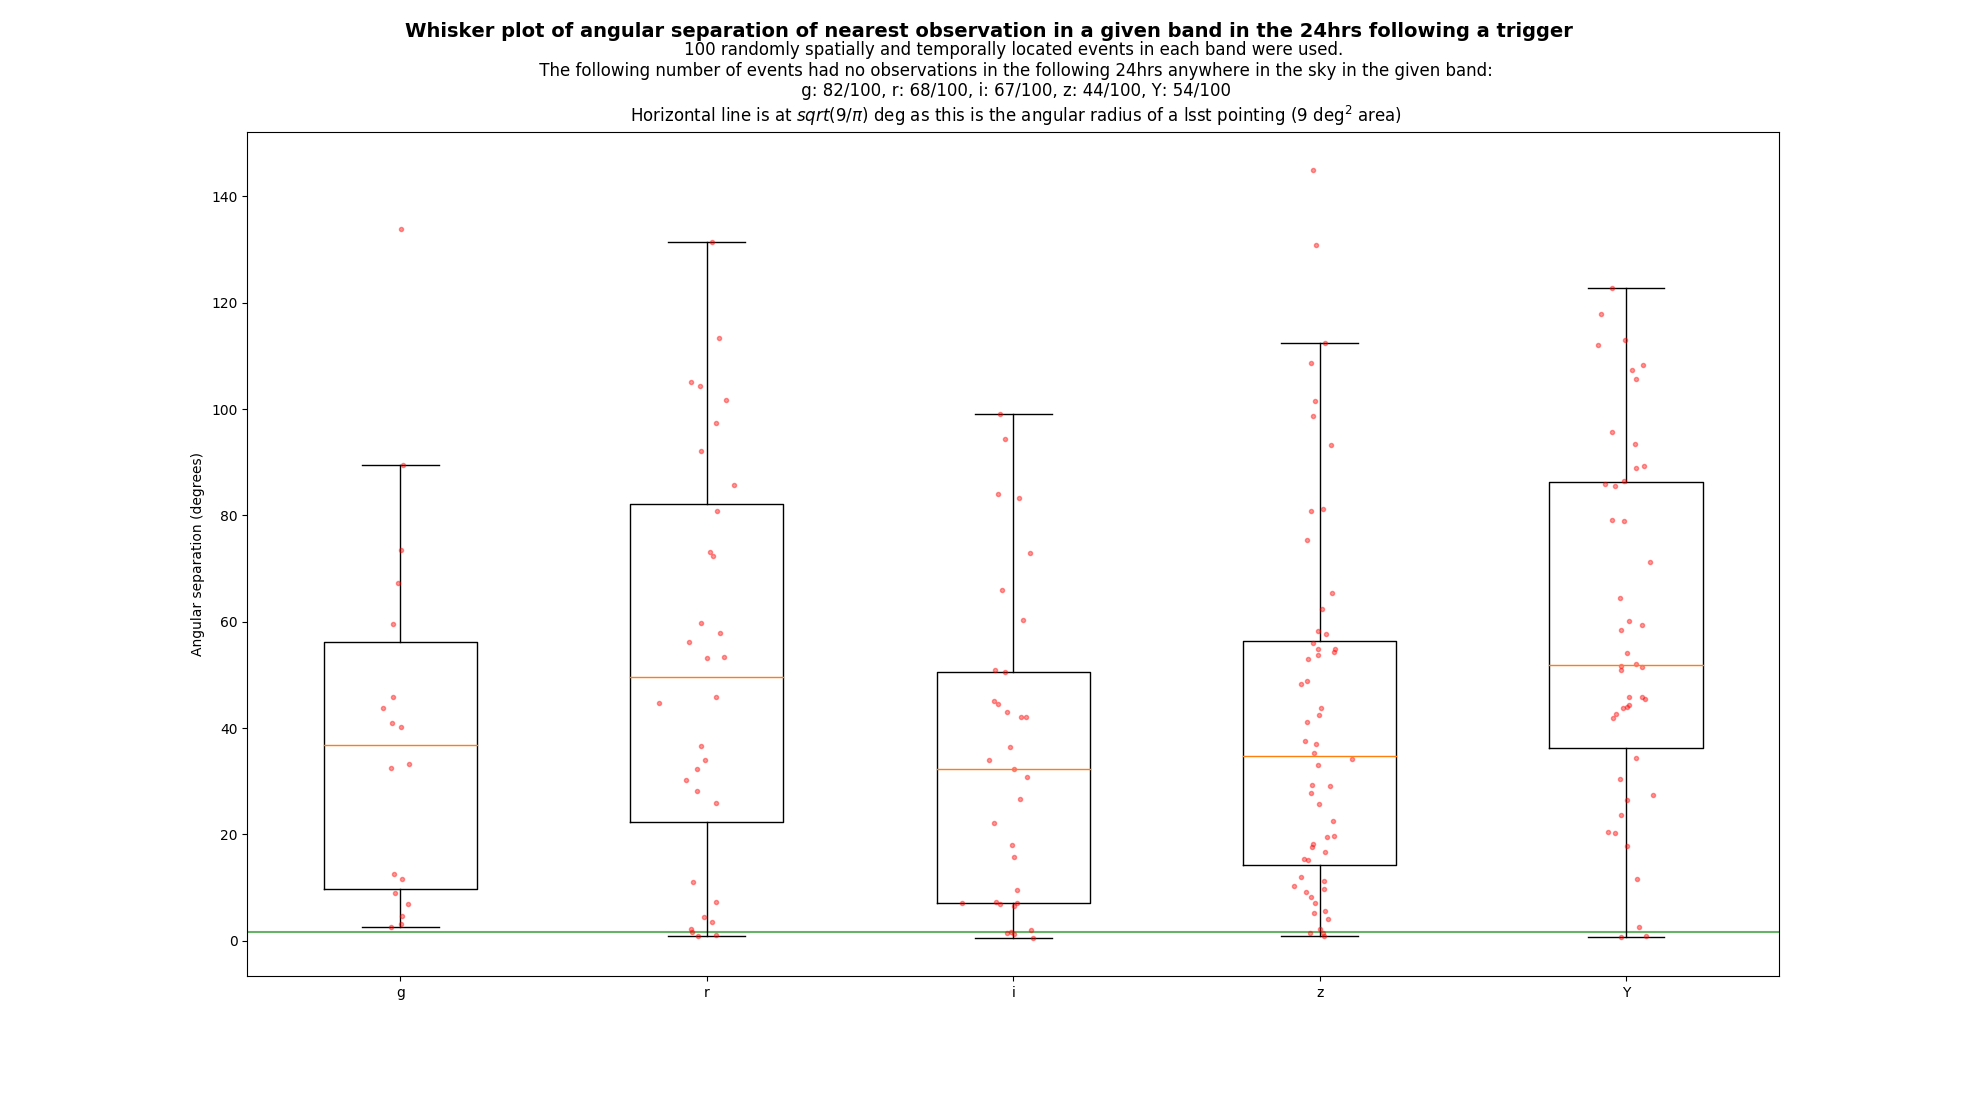 Whisker plot of angular separation of nearest observation in a given band in the 24hrs following a trigger
100 randomly spatially and temporally located events in each band were used.
The following number of events had no observations in the following 24hrs anywhere in the sky in the given band:
g: 82/100, r: 68/100, i: 67/100, z: 44/100, Y: 54/100
Horizontal line is at sqrt(9/π) deg as this is the angular radius of a lsst pointing (9 deg² area)
Angular separation (degrees)
140
120
100
80
60
40
20
0
g r i z Y